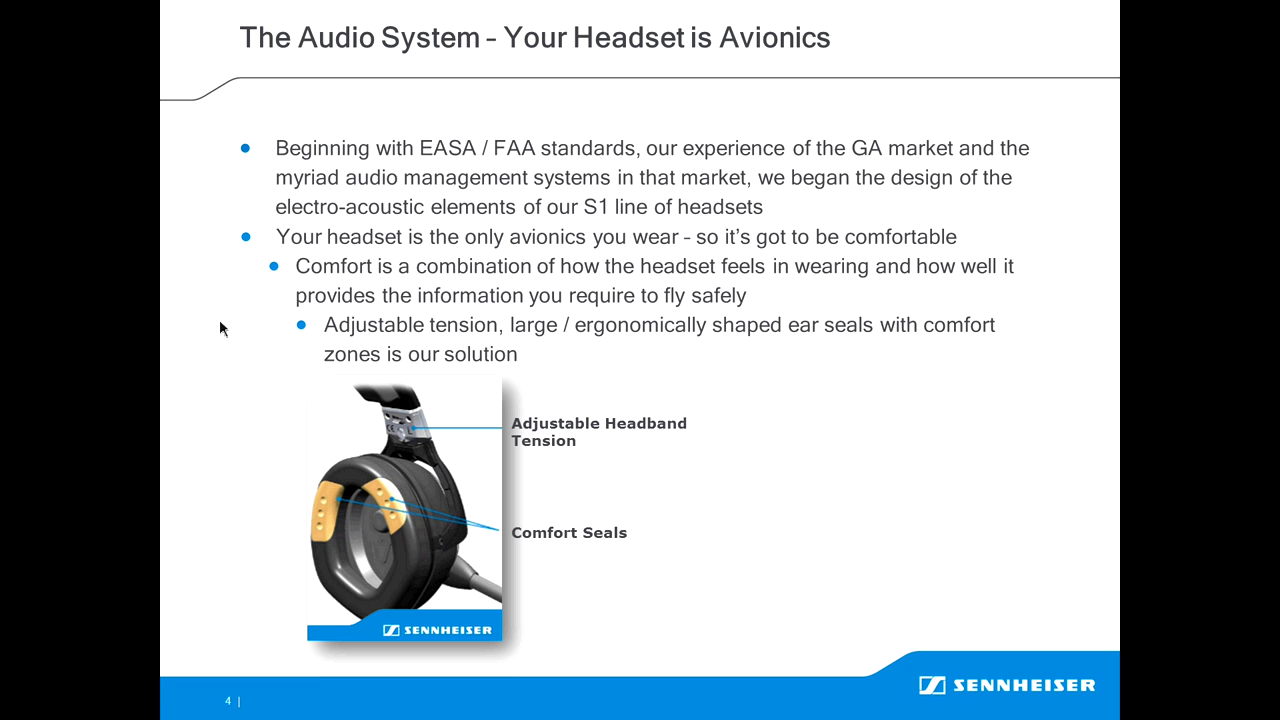 The Audio System – Your Headset is Avionics
Beginning with EASA / FAA standards, our experience of the GA market and the
myriad audio management systems in that market, we began the design of the
electro-acoustic elements of our S1 line of headsets
Your headset is the only avionics you wear – so it's got to be comfortable
Comfort is a combination of how the headset feels in wearing and how well it
provides the information you require to fly safely
Adjustable tension, large / ergonomically shaped ear seals with comfort
zones is our solution
Adjustable Headband
Tension
Comfort Seals
SENNHEISER
4 |
SENNHEISER